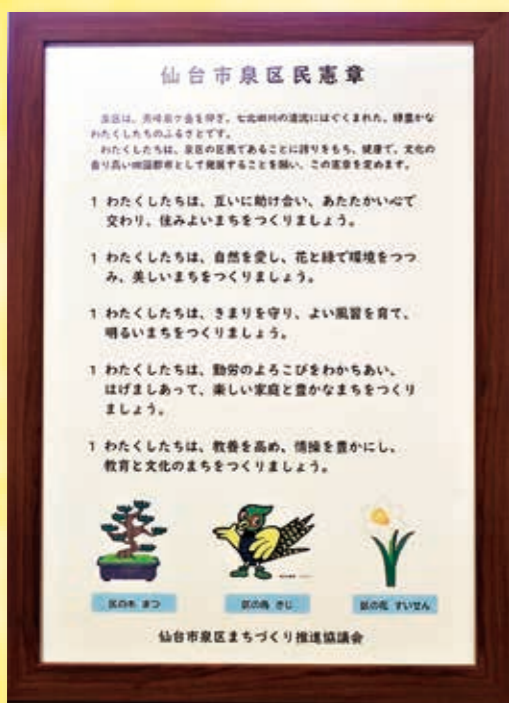 仙台市泉区民憲章
泉区は、秀峰泉ケ岳を仰ぎ、七北田川の清流にはぐくまれた、緑豊かな
わたくしたちのふるさとです。
わたくしたちは、泉区の区民であることに誇りをもち、健康で、文化の
香り高い田園都市として発展することを願い、この憲章を定めます。
1 わたくしたちは、互いに助け合い、あたたかい心で
交わり、住みよいまちをつくりましょう。
1 わたくしたちは、自然を愛し、花と緑で環境をつつ
み、美しいまちをつくりましょう。
1 わたくしたちは、きまりを守り、よい風習を育て、
明るいまちをつくりましょう。
1 わたくしたちは、勤労のよろこびをわかちあい、
はげましあって、楽しい家庭と豊かなまちをつくり
ましょう。
1 わたくしたちは、教養を高め、情操を豊かにし、
教育と文化のまちをつくりましょう。
区の木 まつ
区の鳥 きじ
区の花 すいせん
仙台市泉区まちづくり推進協議会